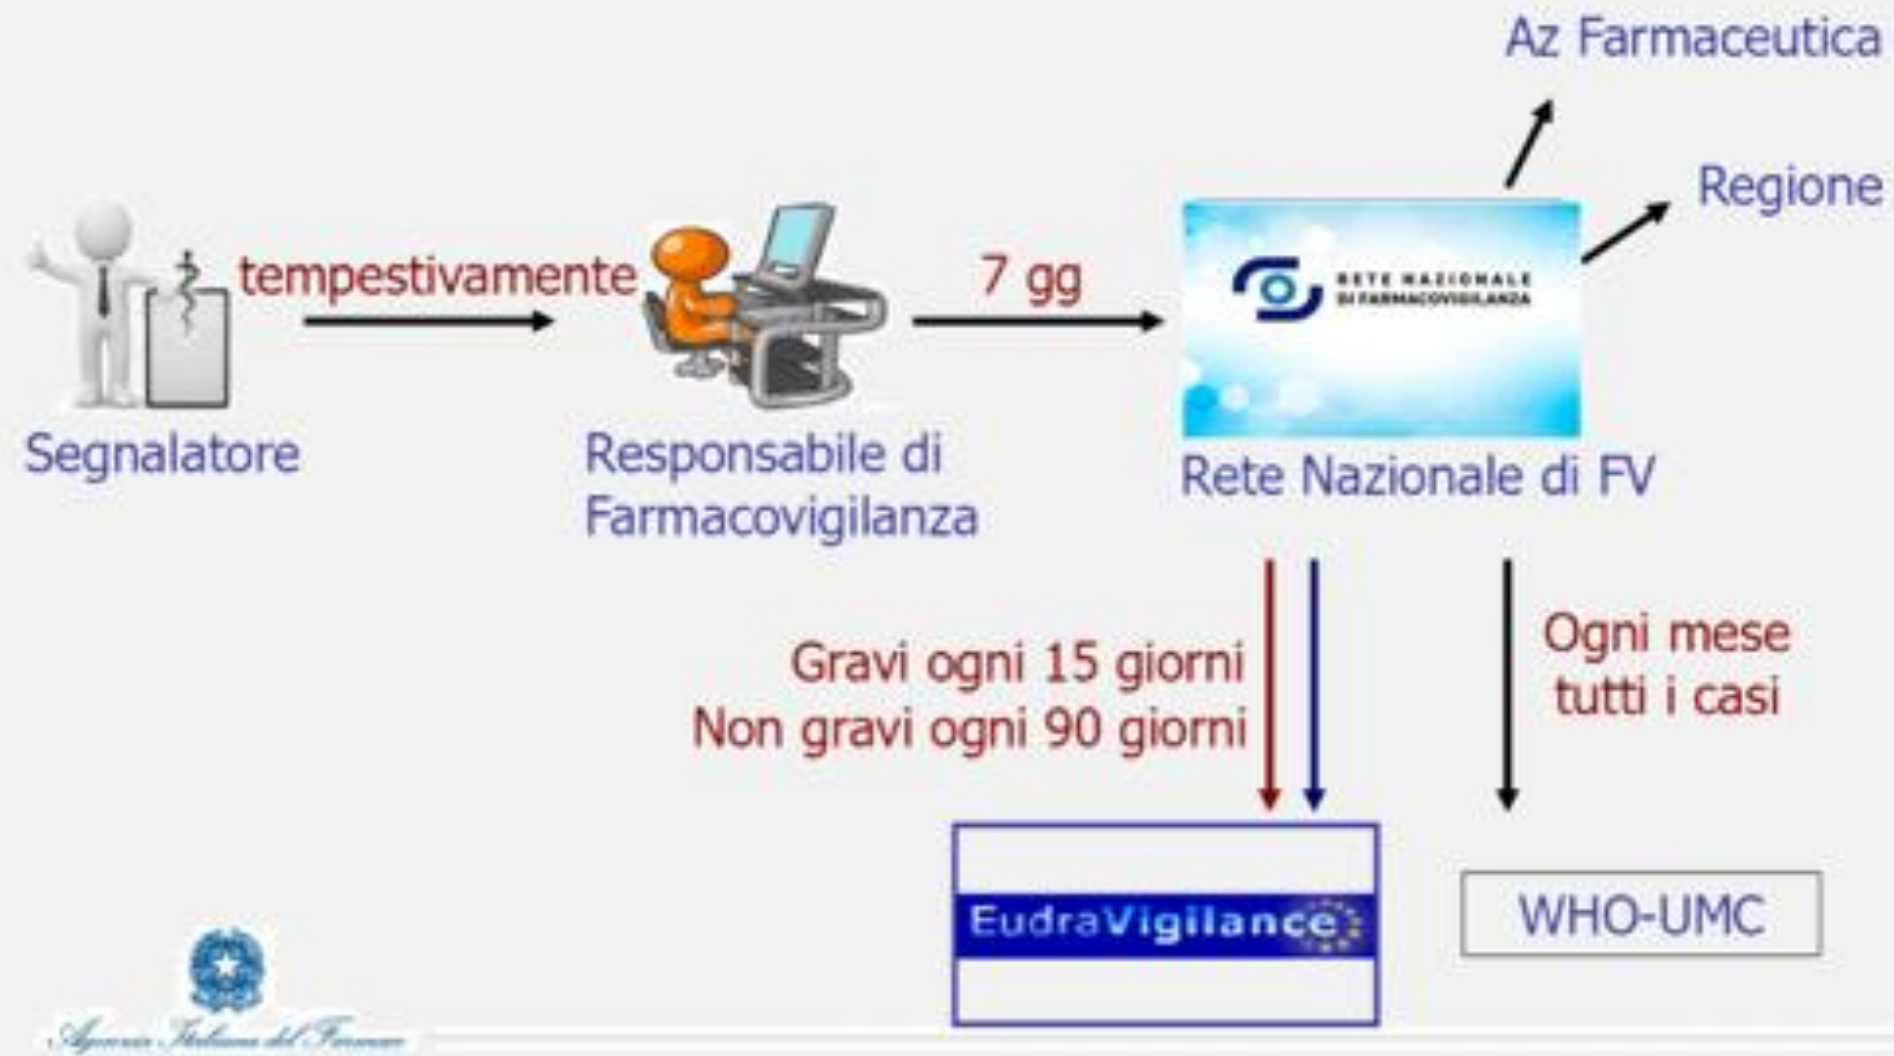 Az Farmaceutica
Regione
tempestivamente
7 gg
RETE NAZIONALE
DI FARMACOVIGILANZA
Segnalatore
Responsabile di
Farmacovigilanza
Rete Nazionale di FV
Gravi ogni 15 giorni
Non gravi ogni 90 giorni
Ogni mese
tutti i casi
EudraVigilance
WHO-UMC
Agenzia Italiana del Farmaco